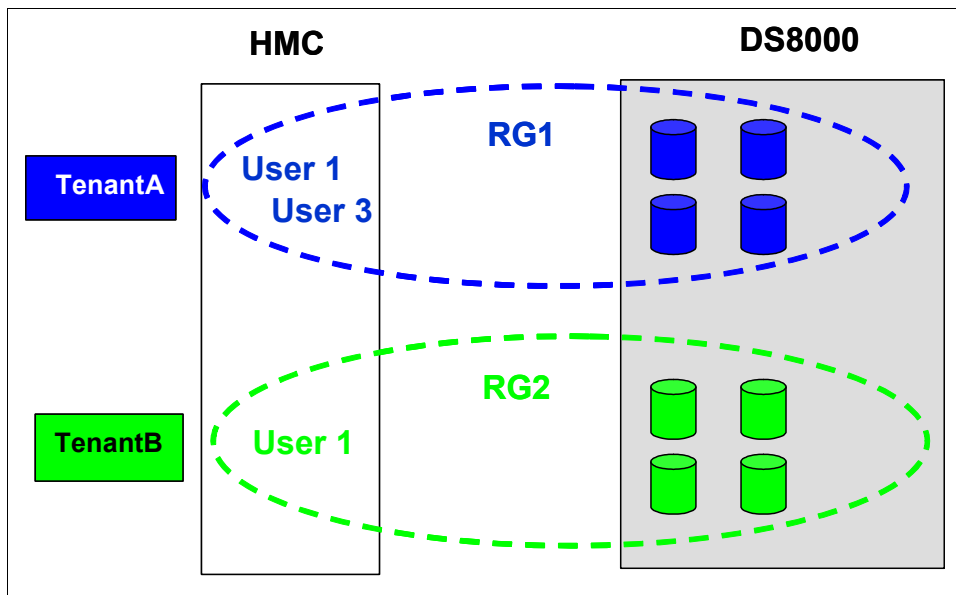 HMC
DS8000
RG1
TenantA
User 1
User 3
RG2
TenantB
User 1